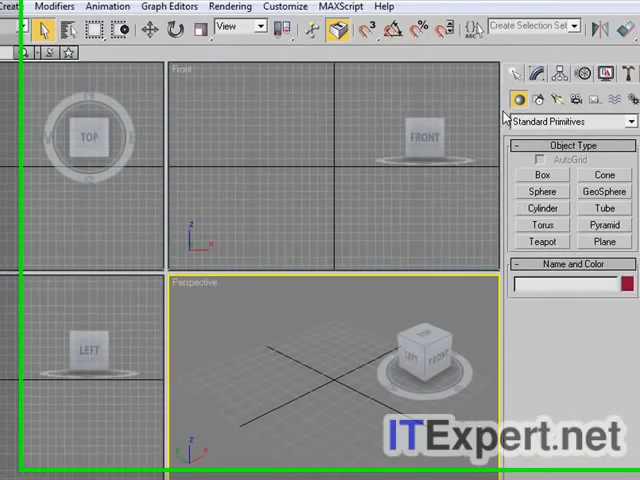 Create Modifiers Animation Graph Editors Rendering Customize MAXScript Help
View Create Selection Set
Front
TOP
FRONT
Standard Primitives
- Object Type
AutoGrid
Box Cone
Sphere GeoSphere
Cylinder Tube
Torus Pyramid
Teapot Plane
- Name and Color
z
x
Perspective
LEFT
TOP
LEFT FRONT
z
x
ITExpert.net